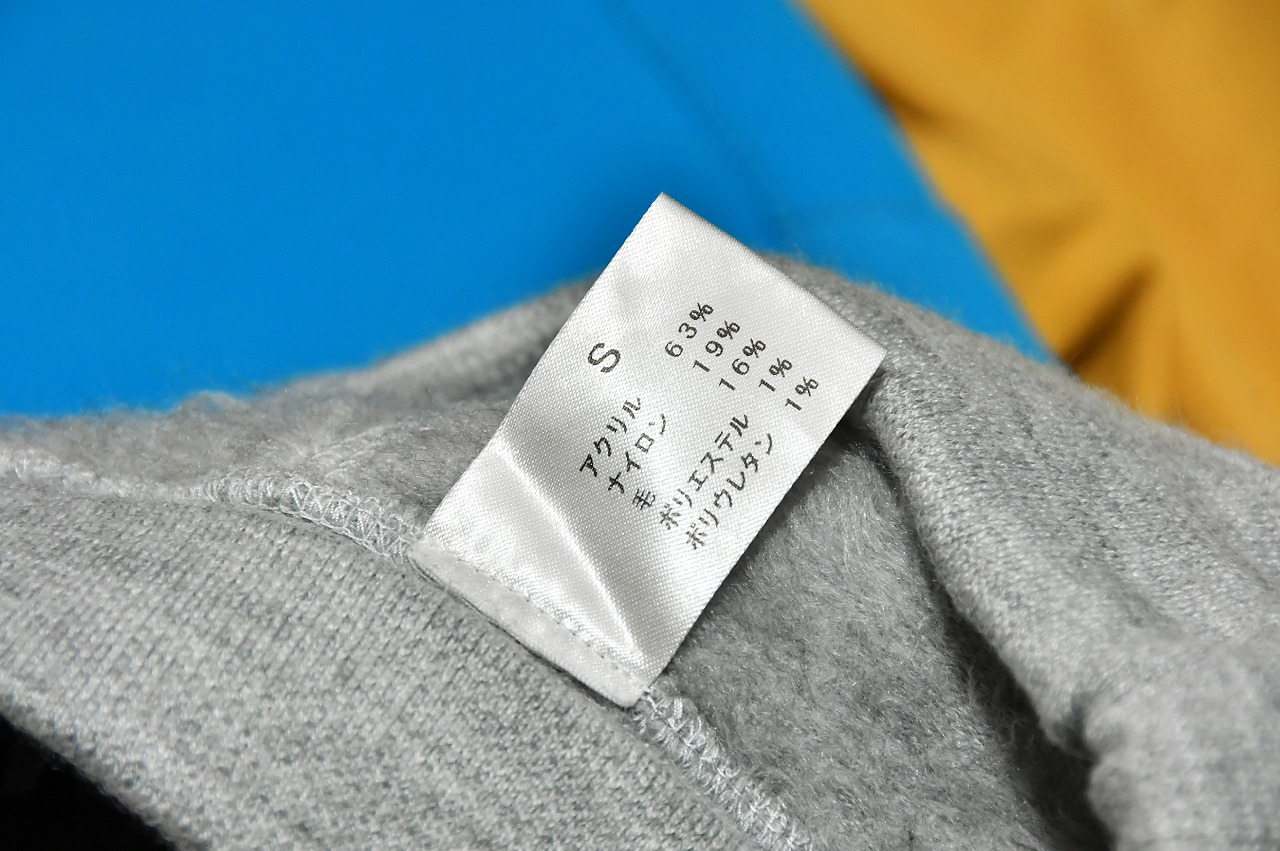 S
アクリル 63%
ナイロン 19%
毛 16%
ポリエステル 1%
ポリウレタン 1%